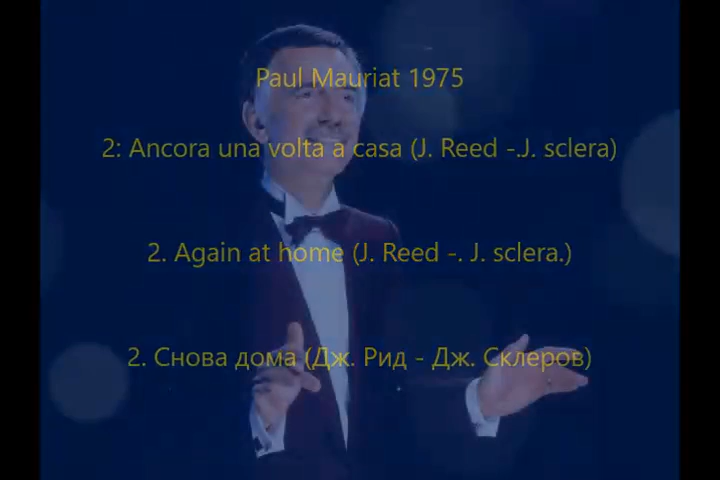 Paul Mauriat 1975
2: Ancora una volta a casa (J. Reed -.J. sclera)
2. Again at home (J. Reed -. J. sclera.)
2. Снова дома (Дж. Рид - Дж. Склеров)